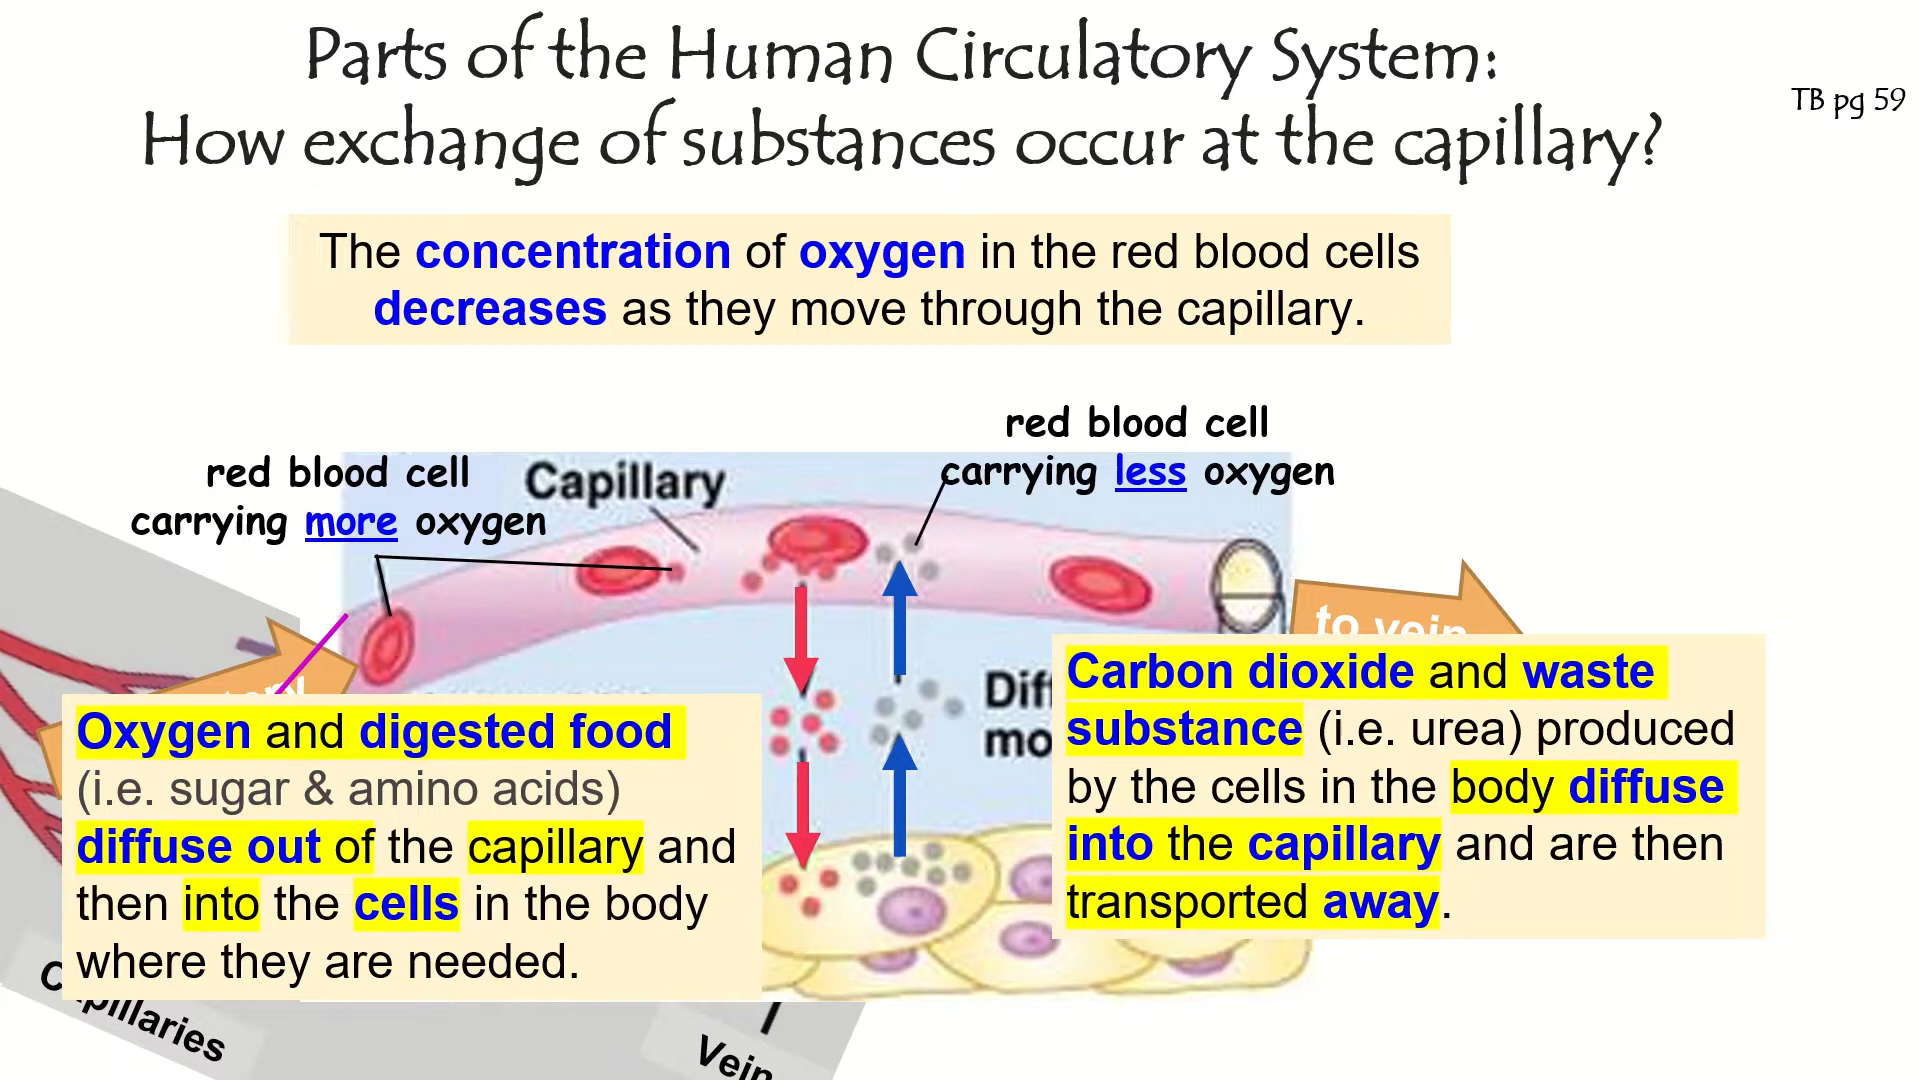 Parts of the Human Circulatory System:
How exchange of substances occur at the capillary?
TB pg 59
The concentration of oxygen in the red blood cells
decreases as they move through the capillary.
red blood cell
carrying less oxygen
red blood cell
carrying more oxygen
Capillary
to vein
Oxygen and digested food
(i.e. sugar & amino acids)
diffuse out of the capillary and
then into the cells in the body
where they are needed.
Carbon dioxide and waste
substance (i.e. urea) produced
by the cells in the body diffuse
into the capillary and are then
transported away.
Capillaries
Vein